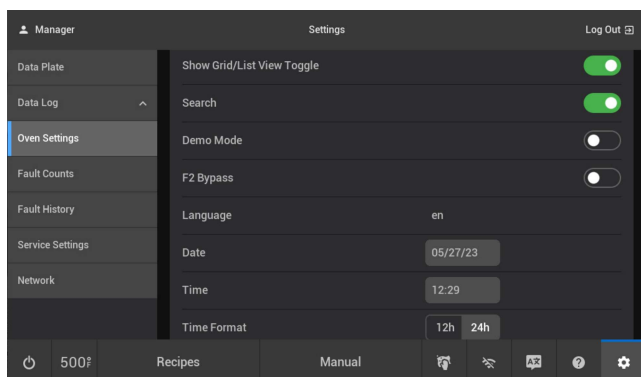 Manager
Settings
Log Out
Data Plate
Show Grid/List View Toggle
Data Log
Search
Oven Settings
Demo Mode
Fault Counts
F2 Bypass
Fault History
Language
en
Service Settings
Date
05/27/23
Network
Time
12:29
Time Format
12h
24h
500°F
Recipes
Manual